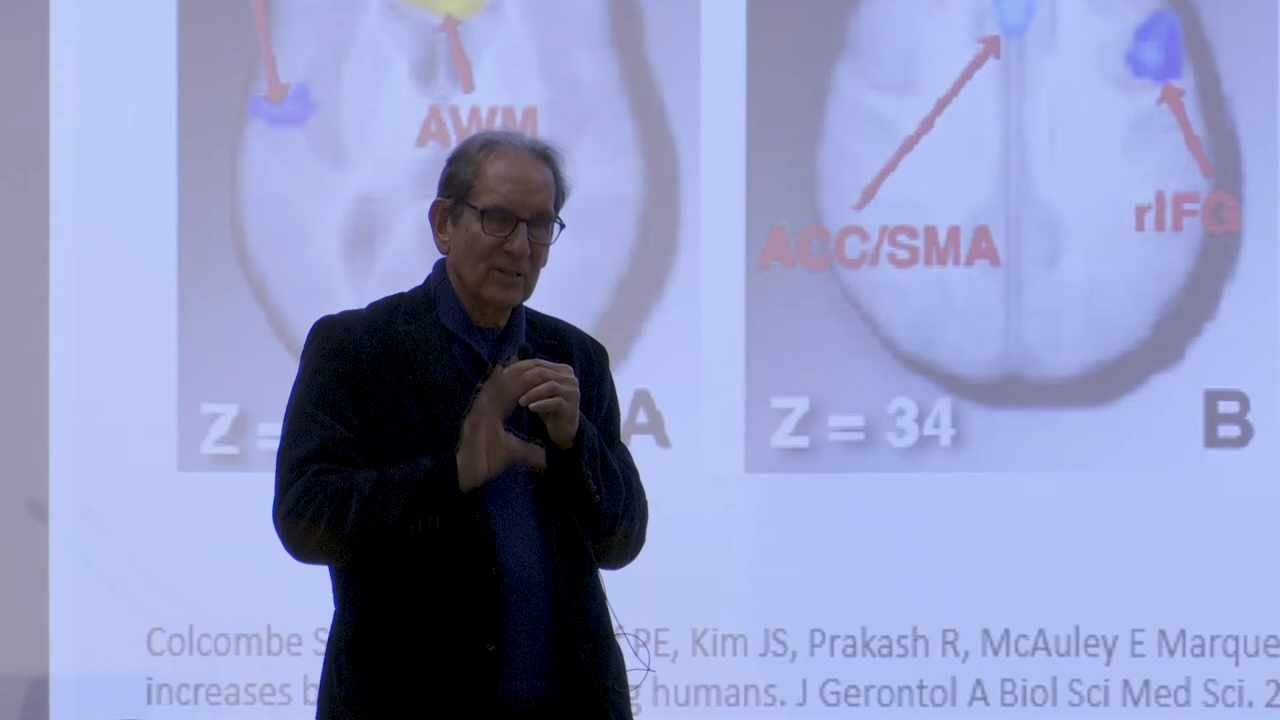 AWM
ACC/SMA
rIFG
Z =
A
Z = 34
B
Colcombe S PE, Kim JS, Prakash R, McAuley E Marque
increases b g humans. J Gerontol A Biol Sci Med Sci. 2